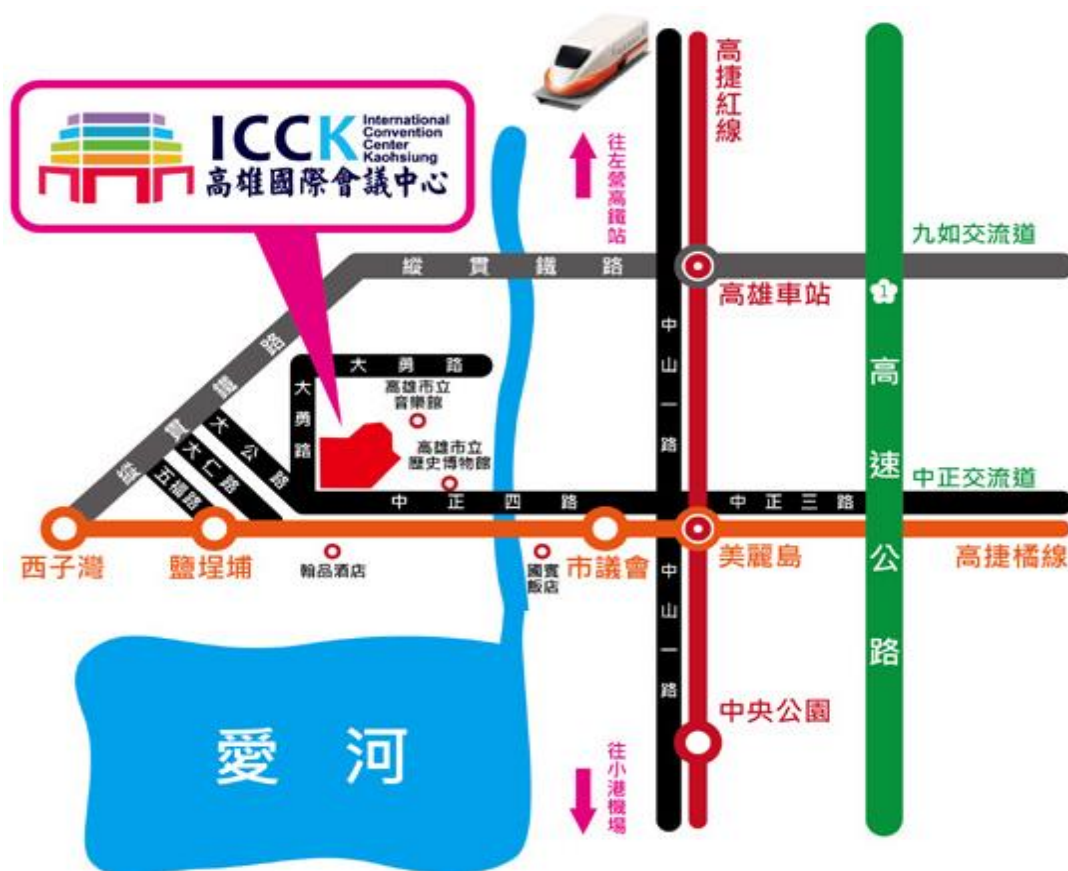 ICCK
International
Convention
Center
Kaohsiung
高雄國際會議中心
往左營高鐵站
高捷紅線
九如交流道
縱貫鐵路
高雄車站
1
高速公路
中山一路
縱貫鐵路
大勇路
大勇路
高雄市立
音樂館
高雄市立
歷史博物館
大公路
大仁路
五福路
中正四路
中正三路
中正交流道
西子灣
鹽埕埔
翰品酒店
國賓
飯店
市議會
美麗島
高捷橘線
中山一路
中央公園
愛河
往小港機場